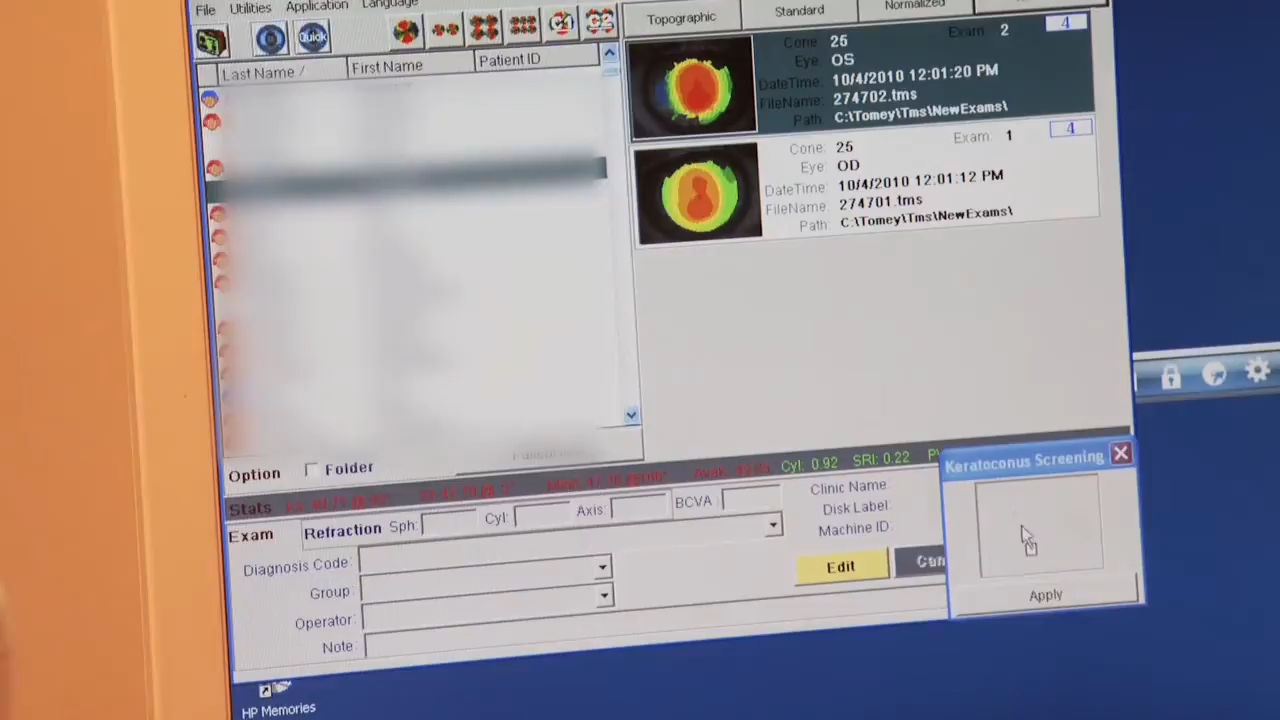 File Utilities Application Language
Quick
Last Name / First Name Patient ID
Topographic Standard Normalized
Cone: 25 Exam: 2 4
Eye: OS
DateTime: 10/4/2010 12:01:20 PM
FileName: 274702.tms
Path: C:\Tomey\Tms\NewExams\
Cone: 25 Exam: 1 4
Eye: OD
DateTime: 10/4/2010 12:01:12 PM
FileName: 274701.tms
Path: C:\Tomey\Tms\NewExams\
Option Folder
Stats Cyl: 0.92 SRI: 0.22
Exam Refraction Sph: Cyl: Axis: BCVA
Diagnosis Code:
Group:
Operator:
Note:
Clinic Name:
Disk Label:
Machine ID:
Edit
Keratoconus Screening
Apply
HP Memories